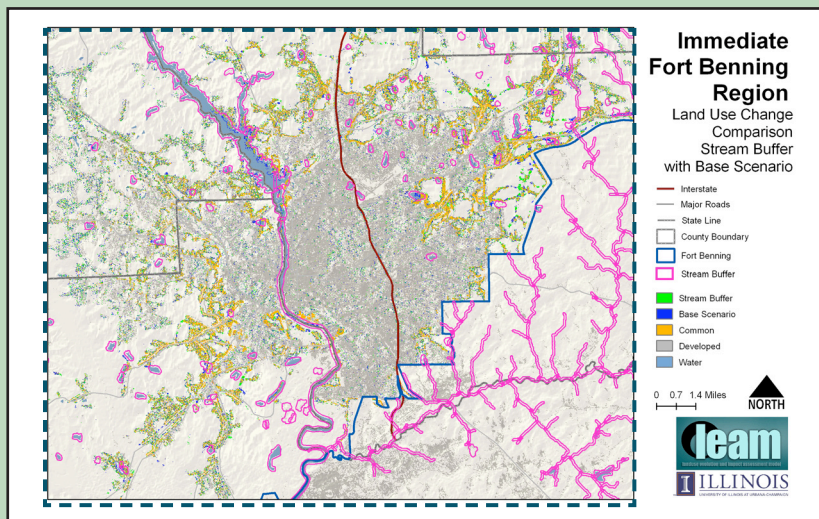 Immediate
Fort Benning
Region
Land Use Change
Comparison
Stream Buffer
with Base Scenario
Interstate
Major Roads
State Line
County Boundary
Fort Benning
Stream Buffer
Stream Buffer
Base Scenario
Common
Developed
Water
0 0.7 1.4 Miles
NORTH
leam
I ILLINOIS
UNIVERSITY OF ILLINOIS AT URBANA-CHAMPAIGN